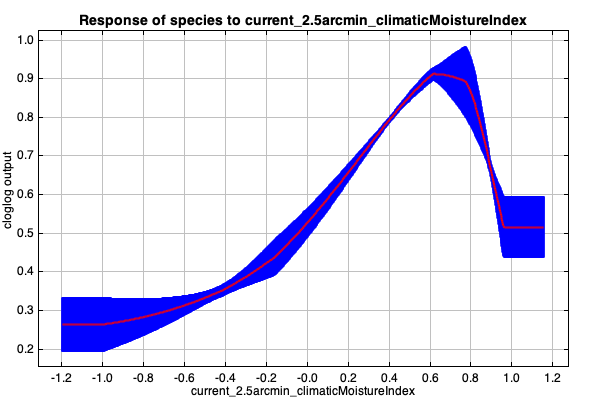 Response of species to current_2.5arcmin_climaticMoistureIndex
cloglog output
1.0
0.9
0.8
0.7
0.6
0.5
0.4
0.3
0.2
-1.2 -1.0 -0.8 -0.6 -0.4 -0.2 -0.0 0.2 0.4 0.6 0.8 1.0 1.2
current_2.5arcmin_climaticMoistureIndex